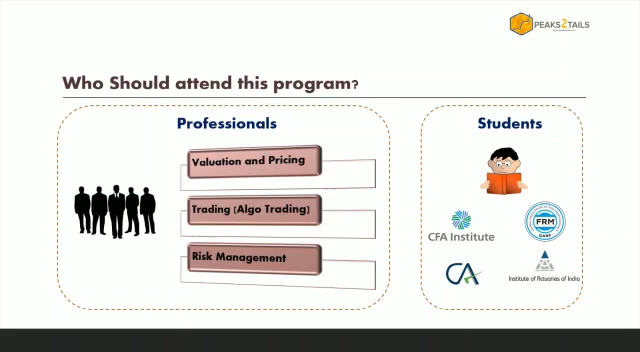 PEAKS2TAILS
Who Should attend this program?
Professionals
Valuation and Pricing
Trading (Algo Trading)
Risk Management
Students
CFA Institute
FRM
GARP
CA
Institute of Actuaries of India